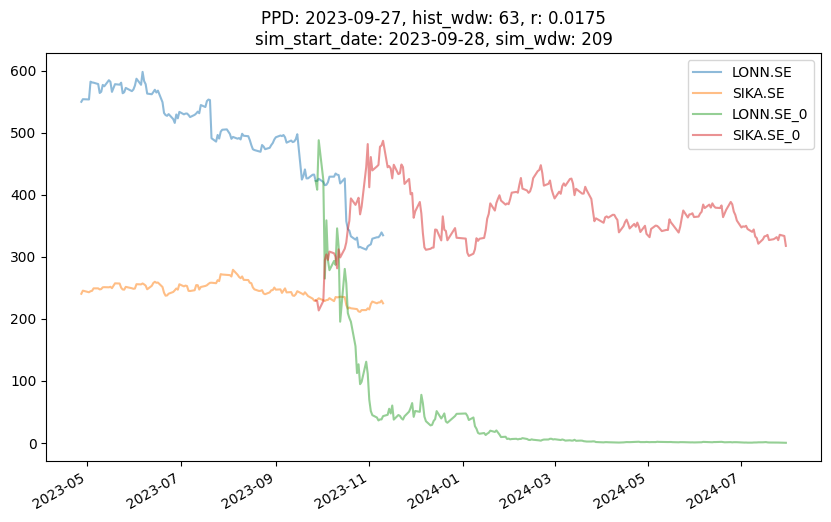 PPD: 2023-09-27, hist_wdw: 63, r: 0.0175
sim_start_date: 2023-09-28, sim_wdw: 209
LONN.SE
SIKA.SE
LONN.SE_0
SIKA.SE_0
600
500
400
300
200
100
0
2023-05
2023-07
2023-09
2023-11
2024-01
2024-03
2024-05
2024-07